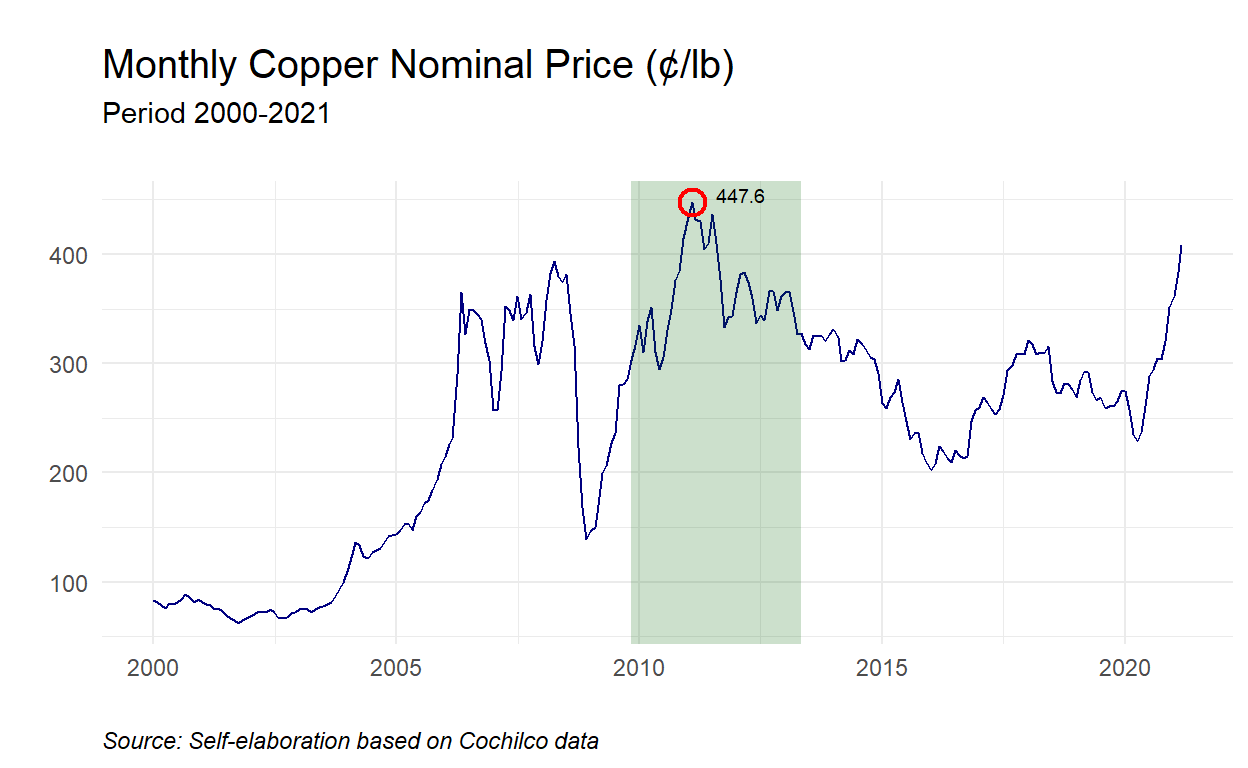 Monthly Copper Nominal Price (¢/lb)
Period 2000-2021
447.6
400
300
200
100
2000 2005 2010 2015 2020
Source: Self-elaboration based on Cochilco data